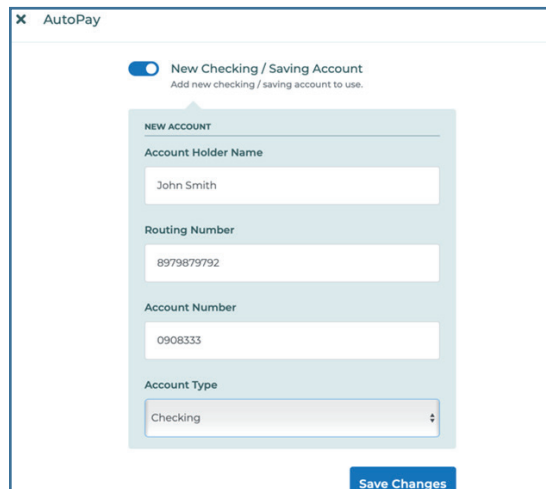 × AutoPay
New Checking / Saving Account
Add new checking / saving account to use.
NEW ACCOUNT
Account Holder Name
John Smith
Routing Number
8979879792
Account Number
0908333
Account Type
Checking
Save Changes